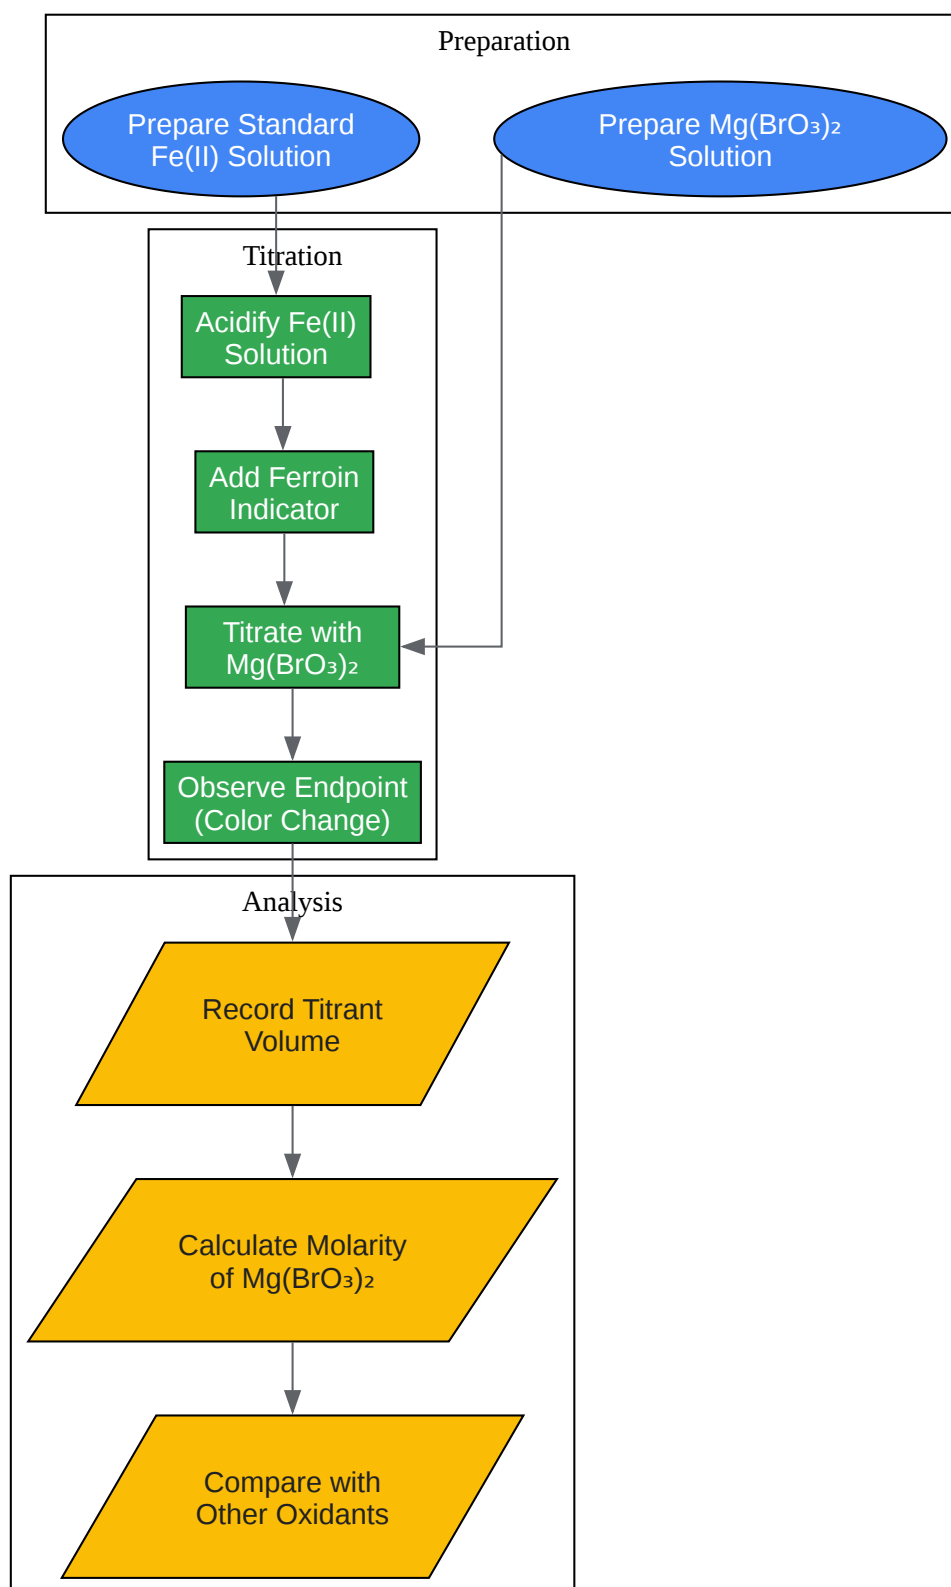 Preparation
Prepare Standard
Fe(II) Solution
Prepare Mg(BrO₃)₂
Solution
Titration
Acidify Fe(II)
Solution
Add Ferroin
Indicator
Titrate with
Mg(BrO₃)₂
Observe Endpoint
(Color Change)
Analysis
Record Titrant
Volume
Calculate Molarity
of Mg(BrO₃)₂
Compare with
Other Oxidants